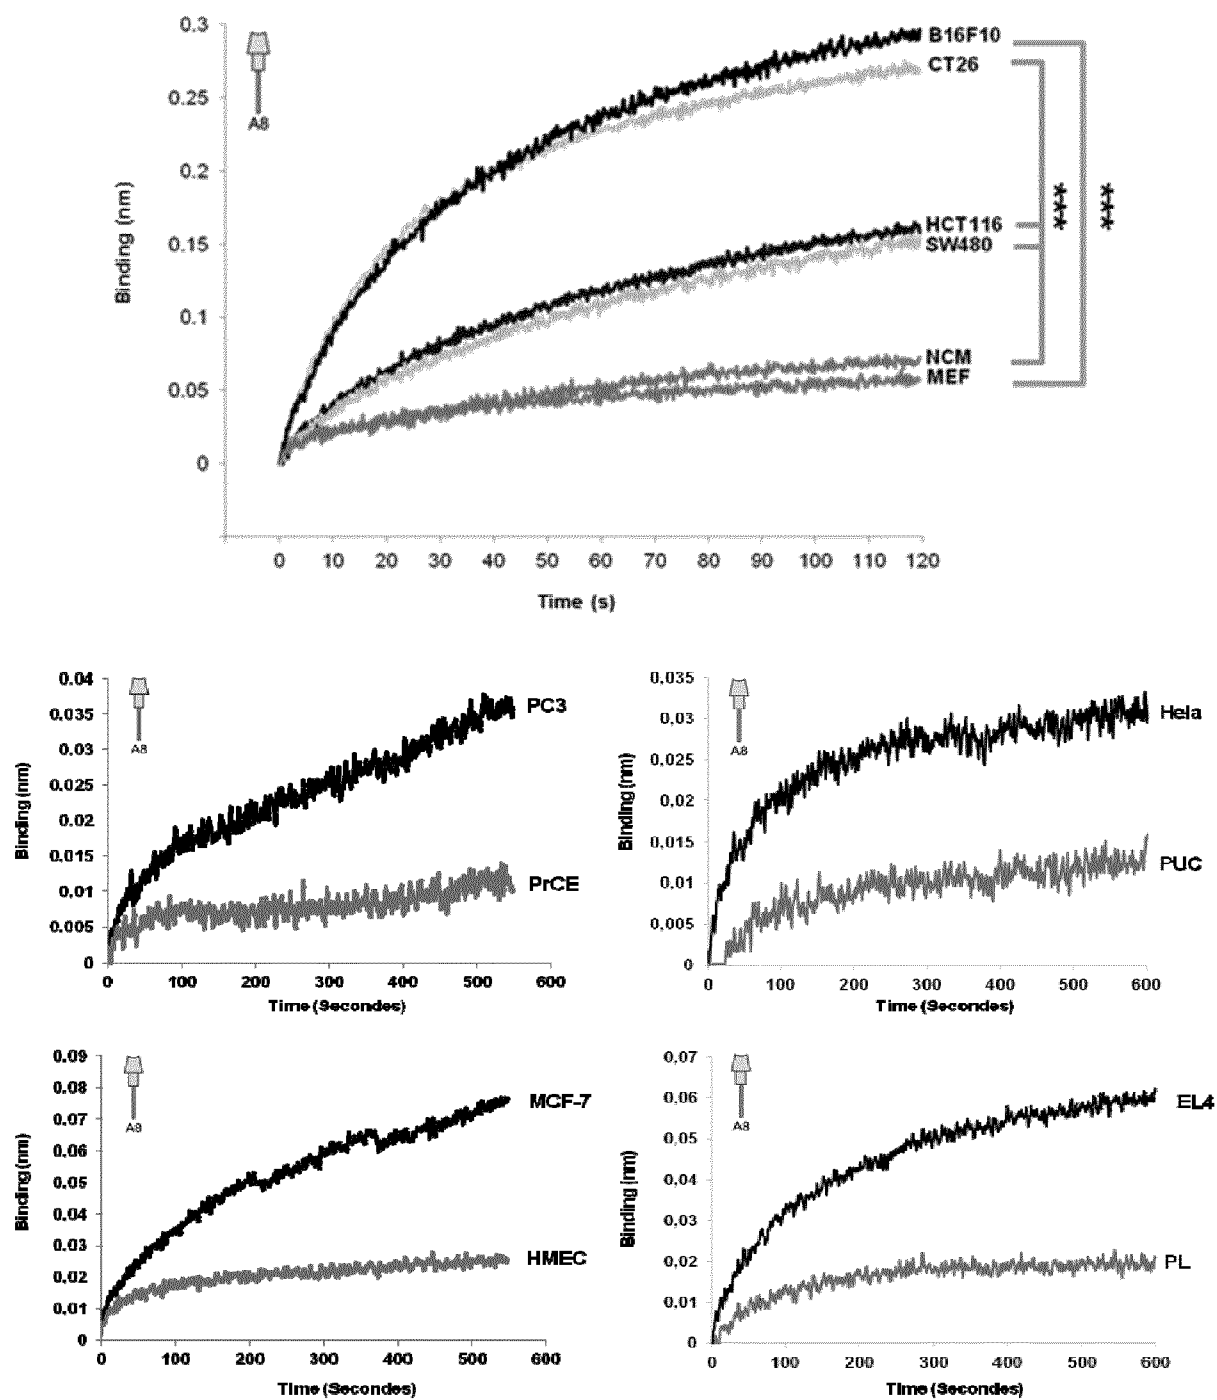 0.3
0.25
0.2
0.15
0.1
0.05
0
Binding (nm)
A8
B16F10
CT26
HCT116
SW480
NCM
MEF
***
***
0 10 20 30 40 50 60 70 80 90 100 110 120
Time (s)
0.04
0.035
0.03
0.025
0.02
0.015
0.01
0.005
0
Binding (nm)
A8
PC3
PrCE
0 100 200 300 400 500 600
Time (Secondes)
0,035
0.03
0.025
0.02
0.015
0.01
0,005
0
Binding (nm)
A8
Hela
PUC
0 100 200 300 400 500 600
Time (Secondes)
0.09
0.08
0.07
0.06
0.05
0.04
0.03
0.02
0.01
0
Binding (nm)
A8
MCF-7
HMEC
0 100 200 300 400 500 600
Time (Secondes)
0,07
0,06
0,05
0,04
0,03
0,02
0,01
0
Binding (nm)
A8
EL4
PL
0 100 200 300 400 500 600
Time (Secondes)